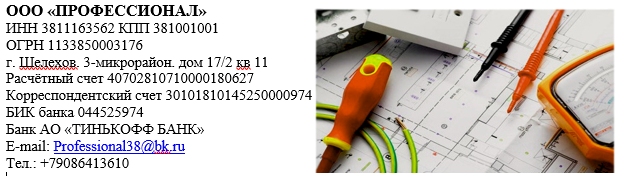 ООО «ПРОФЕССИОНАЛ»
ИНН 3811163562 КПП 381001001
ОГРН 1133850003176
г. Шелехов. 3-микрорайон. дом 17/2 кв 11
Расчётный счет 40702810710000180627
Корреспондентский счет 30101810145250000974
БИК банка 044525974
Банк АО «ТИНЬКОФФ БАНК»
E-mail: Professional38@bk.ru
Тел.: +79086413610